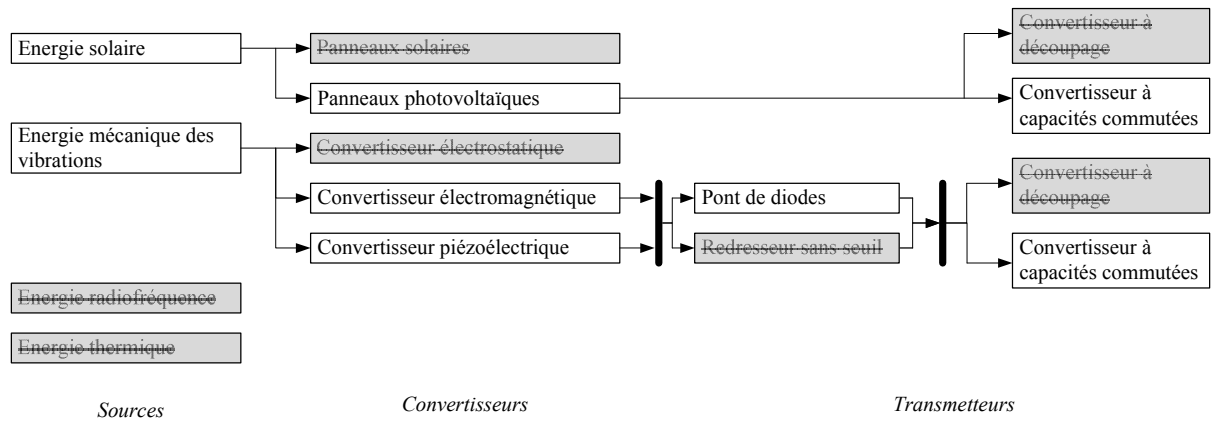 Energie solaire
Panneaux solaires
Convertisseur à
découpage
Panneaux photovoltaïques
Convertisseur à
capacités commutées
Energie mécanique des
vibrations
Convertisseur électrostatique
Convertisseur électromagnétique
Convertisseur piézoélectrique
Pont de diodes
Redresseur sans seuil
Convertisseur à
découpage
Convertisseur à
capacités commutées
Energie radiofréquence
Energie thermique
Sources
Convertisseurs
Transmetteurs